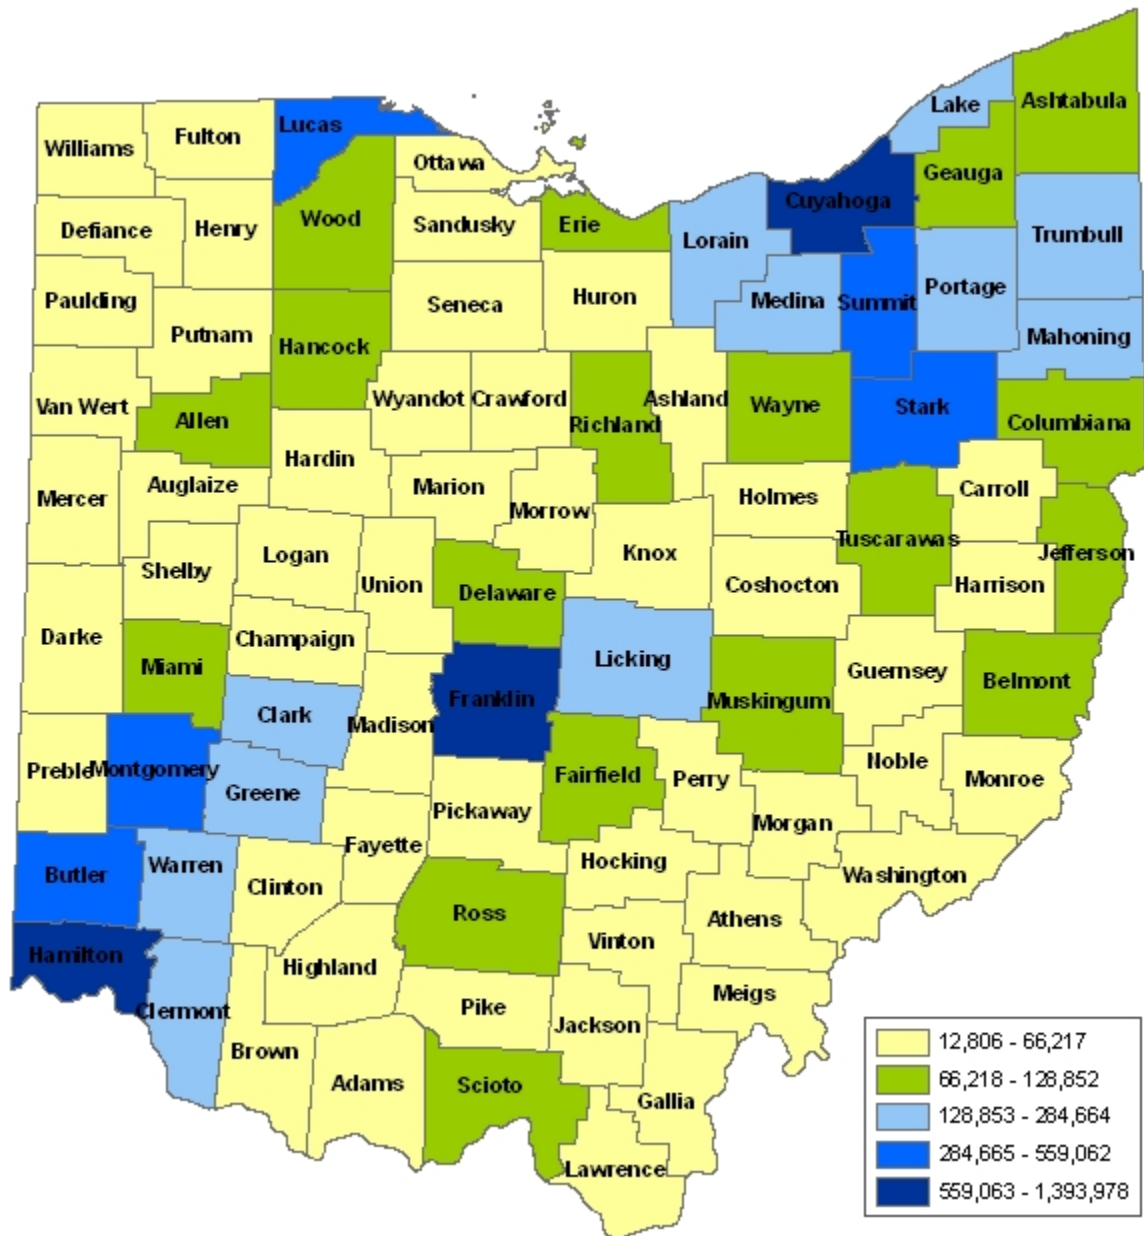 Lake
Ashtabula
Lucas
Fulton
Williams
Ottawa
Geauga
Cuyahoga
Wood
Erie
Sandusky
Henry
Defiance
Lorain
Trumbull
Portage
Huron
Medina
Summit
Paulding
Seneca
Putnam
Mahoning
Hancock
Wyandot
Crawford
Ashland
Van Wert
Wayne
Stark
Allen
Richland
Columbiana
Hardin
Auglaize
Marion
Carroll
Mercer
Holmes
Morrow
Tuscarawas
Knox
Jefferson
Logan
Shelby
Union
Coshocton
Harrison
Delaware
Darke
Champaign
Licking
Miami
Guernsey
Belmont
Franklin
Muskingum
Clark
Madison
Noble
Preble
Montgomery
Fairfield
Perry
Monroe
Greene
Pickaway
Morgan
Fayette
Hocking
Warren
Butler
Clinton
Washington
Ross
Athens
Vinton
Hamilton
Highland
Meigs
Pike
Clermont
Jackson
Brown
Adams
Scioto
Gallia
Lawrence
12,806 - 66,217
66,218 - 128,852
128,853 - 284,664
284,665 - 559,062
559,063 - 1,393,978